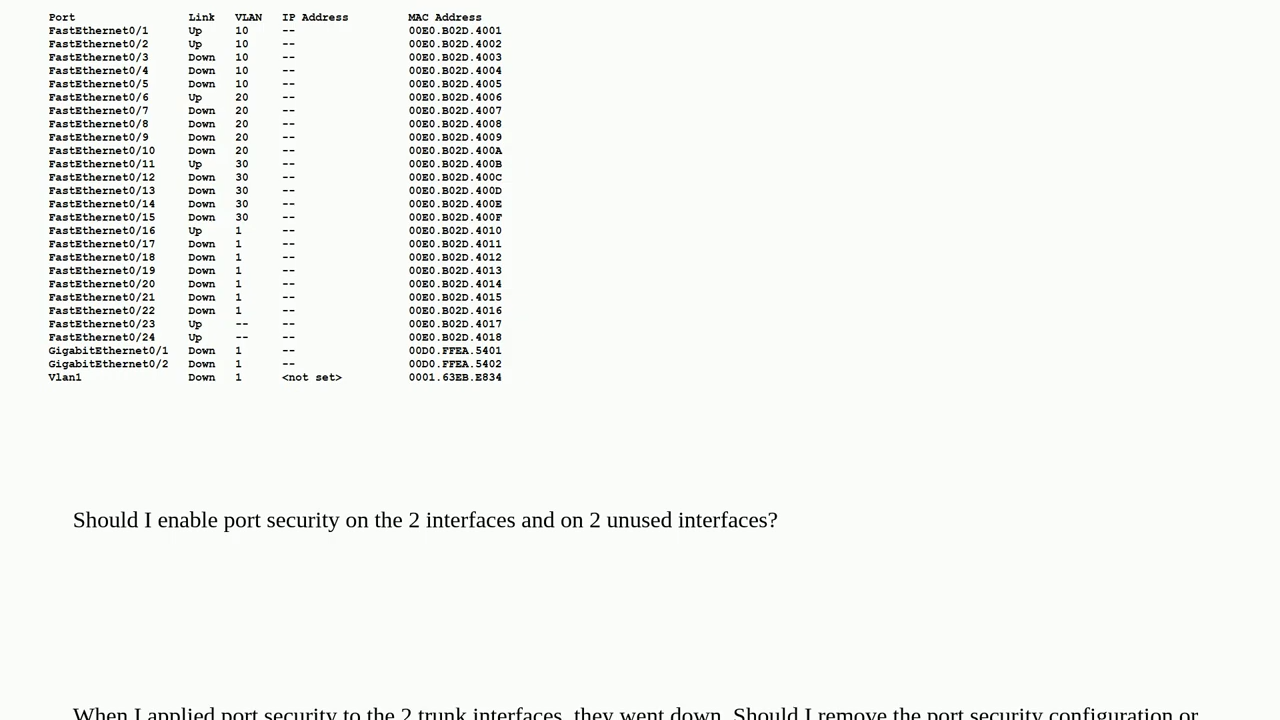 Port Link VLAN IP Address MAC Address
FastEthernet0/1 Up 10 -- 00E0.B02D.4001
FastEthernet0/2 Up 10 -- 00E0.B02D.4002
FastEthernet0/3 Down 10 -- 00E0.B02D.4003
FastEthernet0/4 Down 10 -- 00E0.B02D.4004
FastEthernet0/5 Down 10 -- 00E0.B02D.4005
FastEthernet0/6 Up 20 -- 00E0.B02D.4006
FastEthernet0/7 Down 20 -- 00E0.B02D.4007
FastEthernet0/8 Down 20 -- 00E0.B02D.4008
FastEthernet0/9 Down 20 -- 00E0.B02D.4009
FastEthernet0/10 Down 20 -- 00E0.B02D.400A
FastEthernet0/11 Up 30 -- 00E0.B02D.400B
FastEthernet0/12 Down 30 -- 00E0.B02D.400C
FastEthernet0/13 Down 30 -- 00E0.B02D.400D
FastEthernet0/14 Down 30 -- 00E0.B02D.400E
FastEthernet0/15 Down 30 -- 00E0.B02D.400F
FastEthernet0/16 Up 1 -- 00E0.B02D.4010
FastEthernet0/17 Down 1 -- 00E0.B02D.4011
FastEthernet0/18 Down 1 -- 00E0.B02D.4012
FastEthernet0/19 Down 1 -- 00E0.B02D.4013
FastEthernet0/20 Down 1 -- 00E0.B02D.4014
FastEthernet0/21 Down 1 -- 00E0.B02D.4015
FastEthernet0/22 Down 1 -- 00E0.B02D.4016
FastEthernet0/23 Up -- -- 00E0.B02D.4017
FastEthernet0/24 Up -- -- 00E0.B02D.4018
GigabitEthernet0/1 Down 1 -- 00D0.FFEA.5401
GigabitEthernet0/2 Down 1 -- 00D0.FFEA.5402
Vlan1 Down 1 <not set> 0001.63EB.E834
Should I enable port security on the 2 interfaces and on 2 unused interfaces?
When I applied port security to the 2 trunk interfaces, they went down. Should I remove the port security configuration or